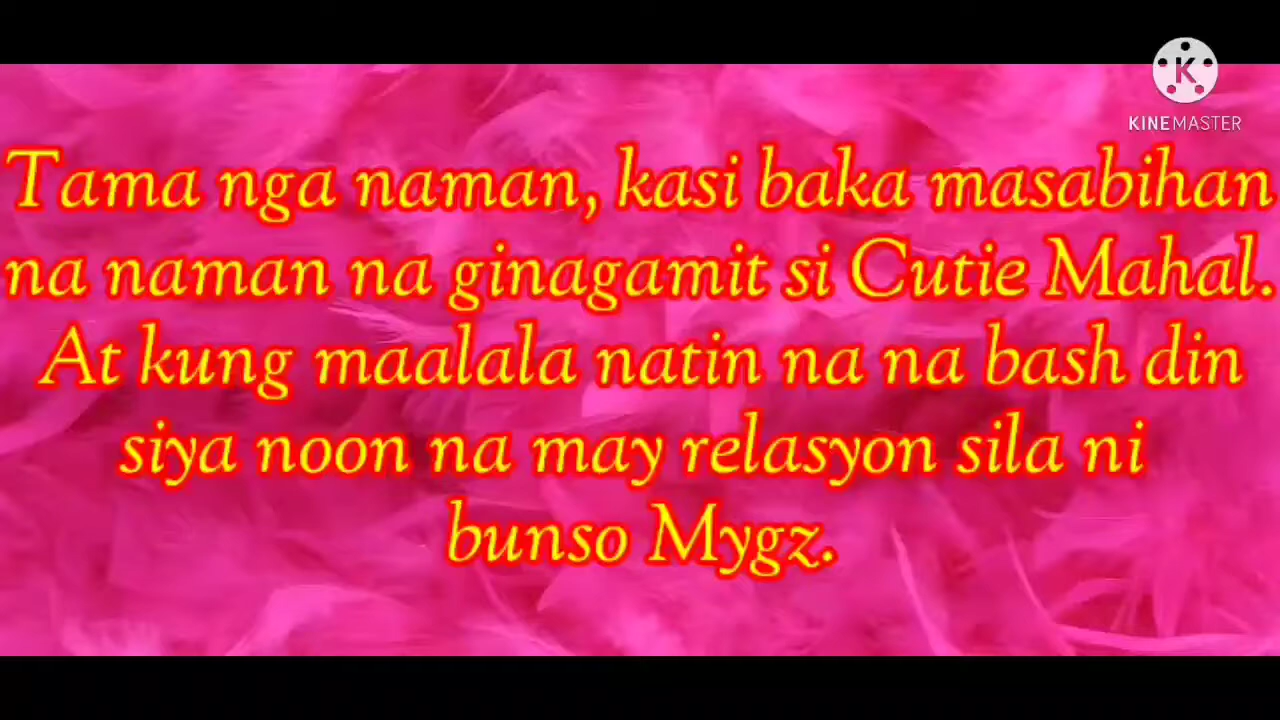 KINEMASTER
Tama nga naman, kasi baka masabihan
na naman na ginagamit si Cutie Mahal.
At kung maalala natin na na bash din
siya noon na may relasyon sila ni
bunso Mygz.